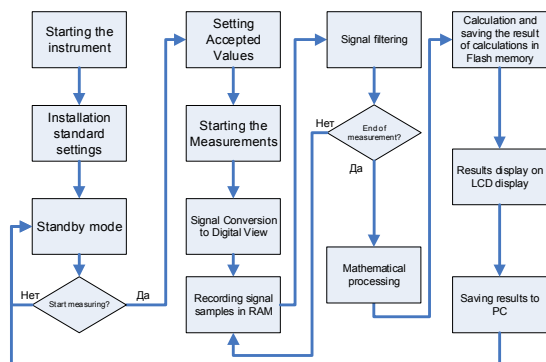 Starting the
instrument
Installation
standard
settings
Standby mode
Start measuring?
Нет
Да
Setting
Accepted
Values
Starting the
Measurements
Signal Conversion
to Digital View
Recording signal
samples in RAM
Signal filtering
End of
measurement?
Нет
Да
Mathematical
processing
Calculation and
saving the result
of calculations in
Flash memory
Results display on
LCD display
Saving results to
PC